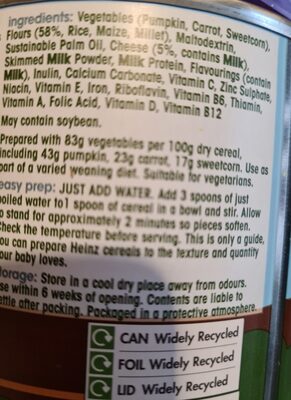 ingredients: Vegetables (Pumpkin, Carrot, Sweetcorn),
Flours (58%, Rice, Maize, Millet), Maltodextrin,
Sustainable Palm Oil, Cheese (5%, contains Milk),
Skimmed Milk Powder, Milk Protein, Flavourings (contain
Milk), Inulin, Calcium Carbonate, Vitamin C, Zinc Sulphate,
Niacin, Vitamin E, Iron, Riboflavin, Vitamin B6, Thiamin,
Vitamin A, Folic Acid, Vitamin D, Vitamin B12
May contain soybean.
Prepared with 83g vegetables per 100g dry cereal,
including 43g pumpkin, 23g carrot, 17g sweetcorn. Use as
part of a varied weaning diet. Suitable for vegetarians.
easy prep: JUST ADD WATER. Add 3 spoons of just
boiled water to1 spoon of cereal in a bowl and stir. Allow
to stand for approximately 2 minutes so pieces soften.
Check the temperature before serving. This is only a guide,
you can prepare Heinz cereals to the texture and quantity
your baby loves.
storage: Store in a cool dry place away from odours.
use within 6 weeks of opening. Contents are liable to
settle after packing. Packaged in a protective atmosphere.
CAN Widely Recycled
FOIL Widely Recycled
LID Widely Recycled